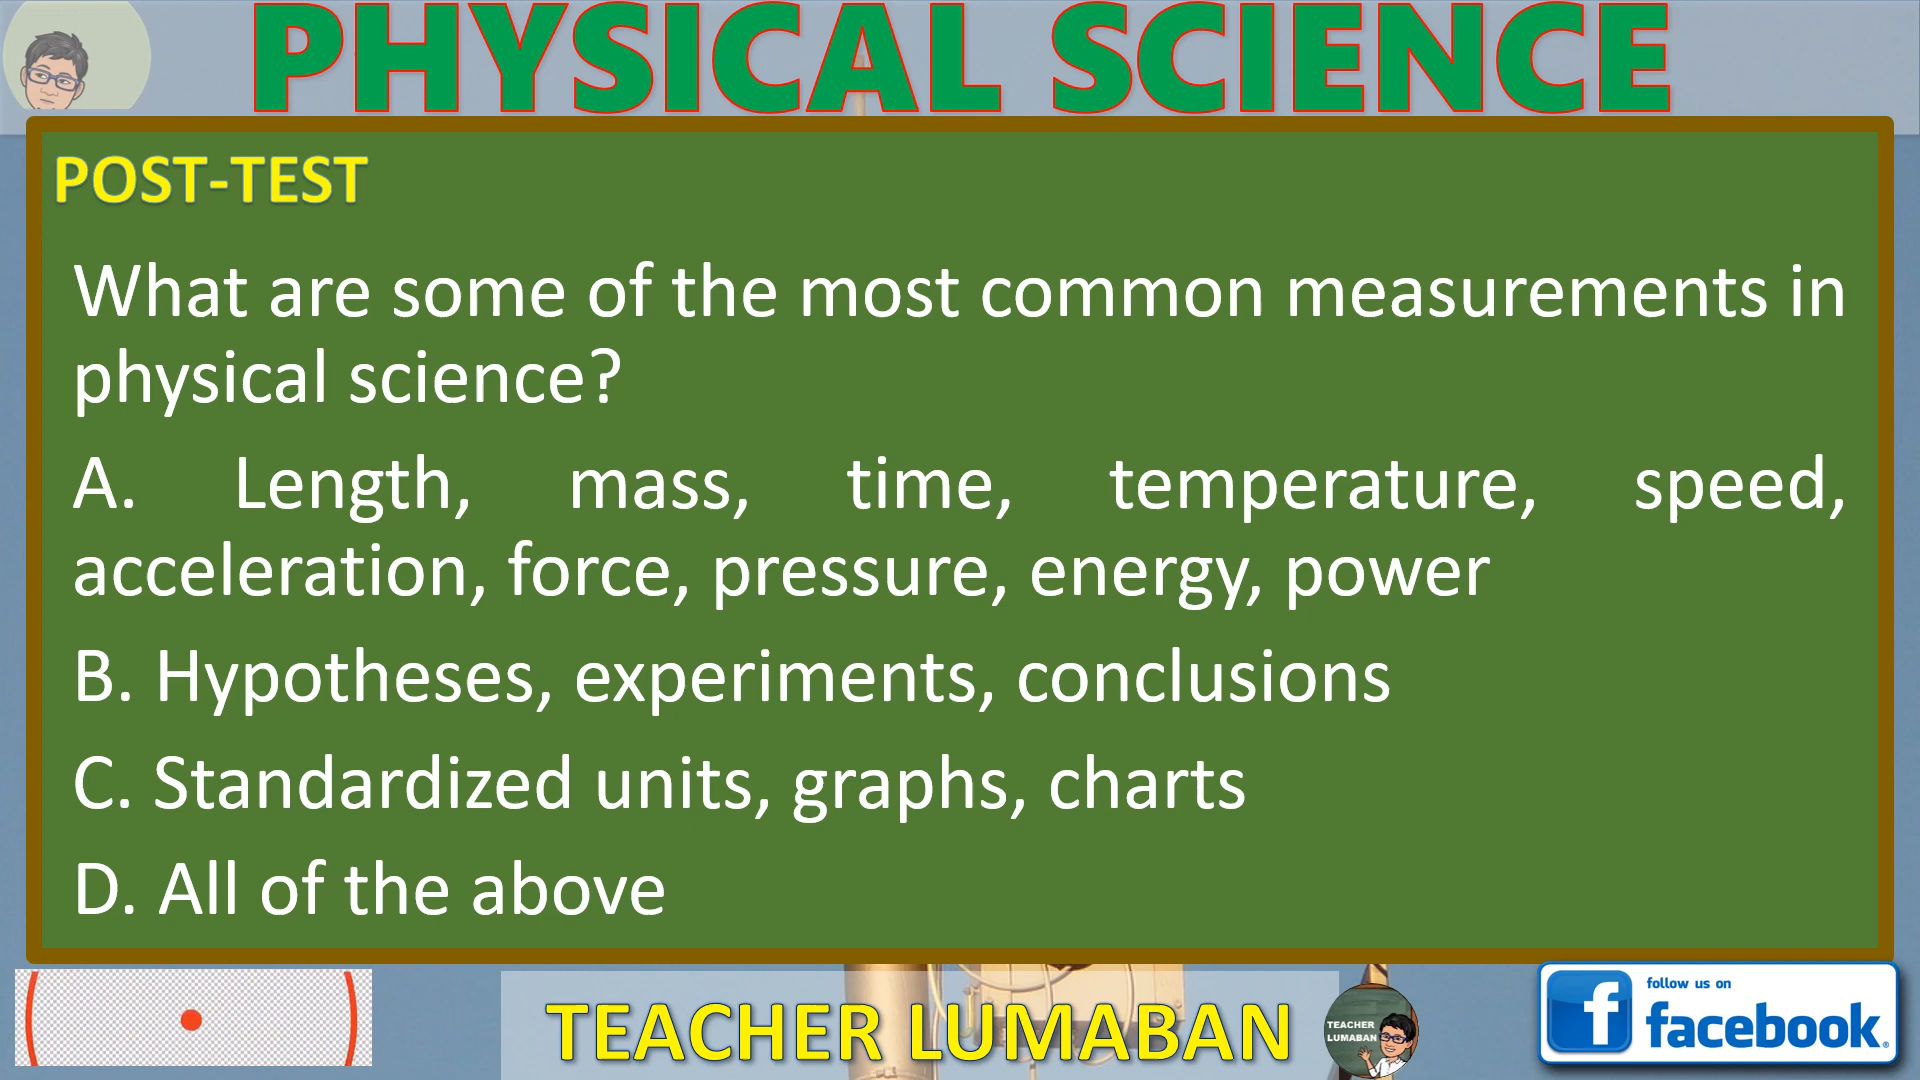 PHYSICAL SCIENCE
POST-TEST
What are some of the most common measurements in
physical science?
A. Length, mass, time, temperature, speed,
acceleration, force, pressure, energy, power
B. Hypotheses, experiments, conclusions
C. Standardized units, graphs, charts
D. All of the above
TEACHER LUMABAN
TEACHER
LUMABAN
f
follow us on
facebook.